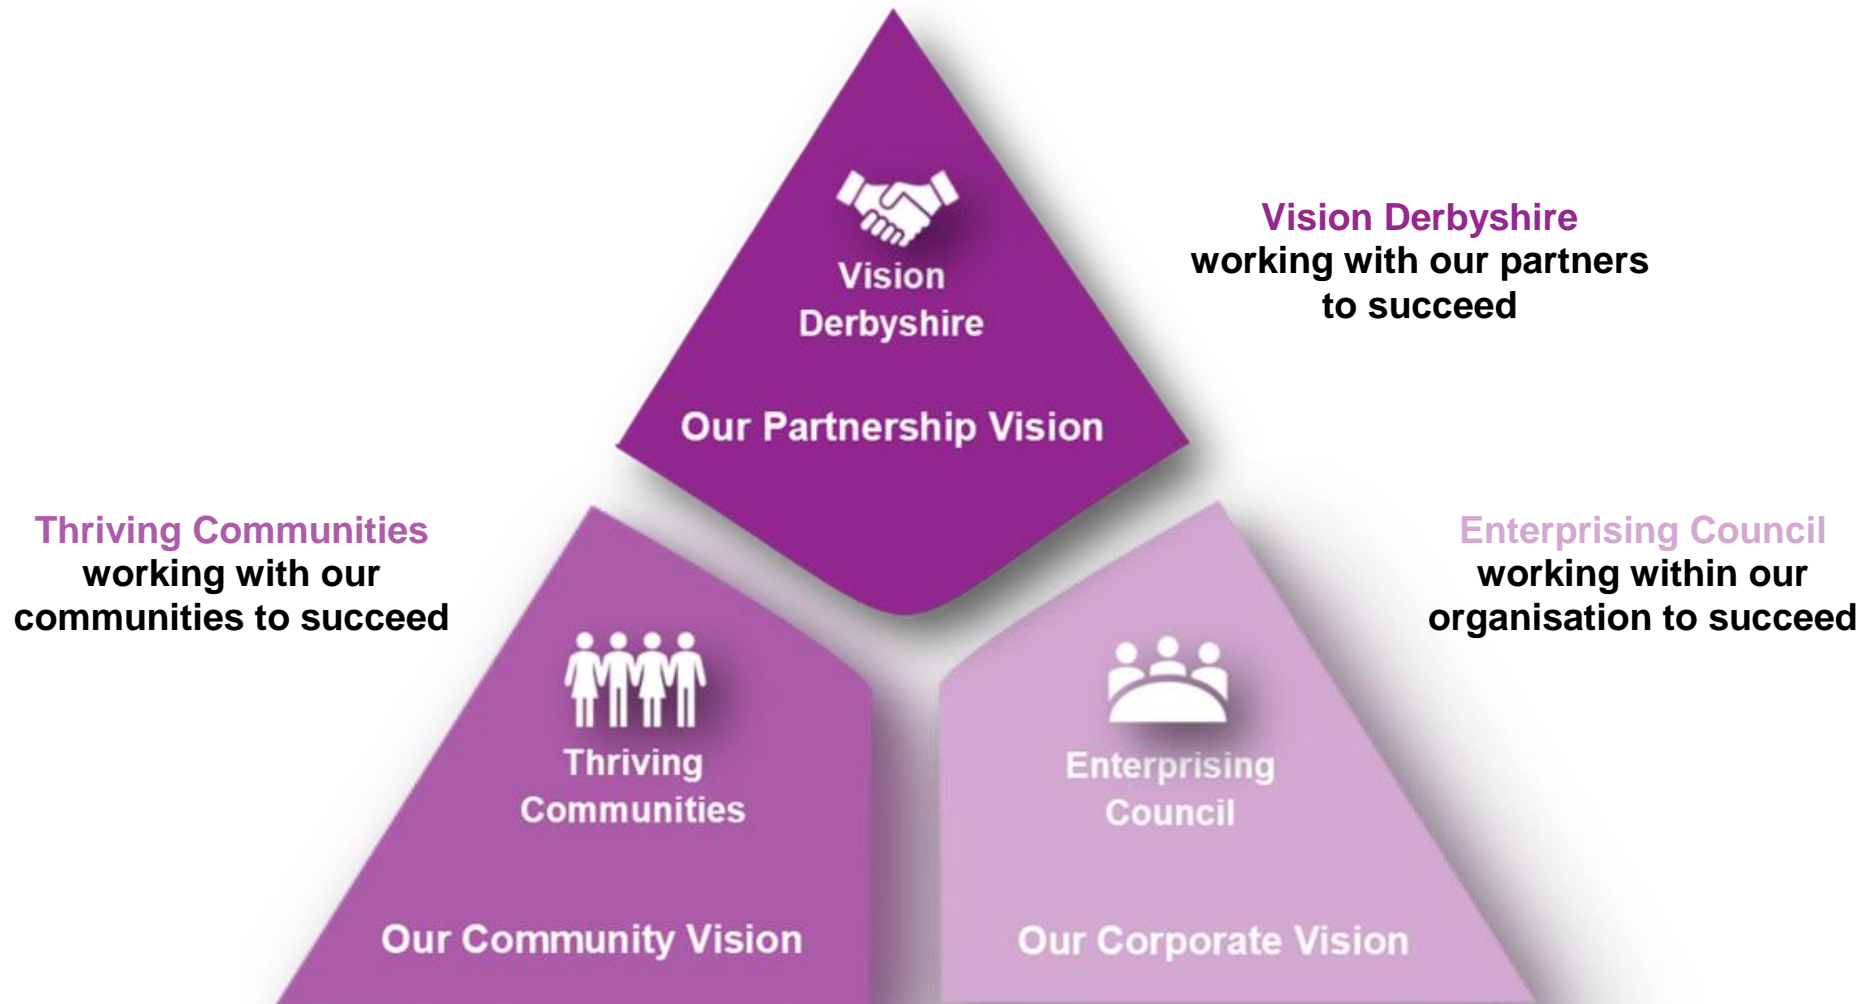 Vision
Derbyshire
Our Partnership Vision
Vision Derbyshire
working with our partners
to succeed
Thriving Communities
working with our
communities to succeed
Thriving
Communities
Our Community Vision
Enterprising Council
working within our
organisation to succeed
Enterprising
Council
Our Corporate Vision